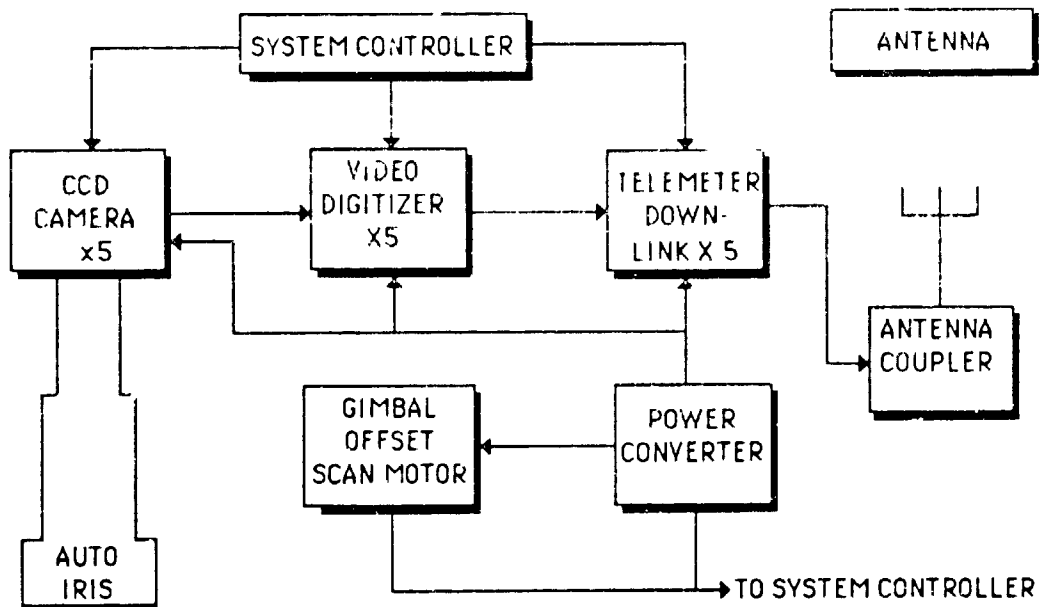 SYSTEM CONTROLLER
ANTENNA
CCD
CAMERA
x5
VIDEO
DIGITIZER
X5
TELEMETER
DOWN-
LINK X 5
ANTENNA
COUPLER
GIMBAL
OFFSET
SCAN MOTOR
POWER
CONVERTER
AUTO
IRIS
TO SYSTEM CONTROLLER